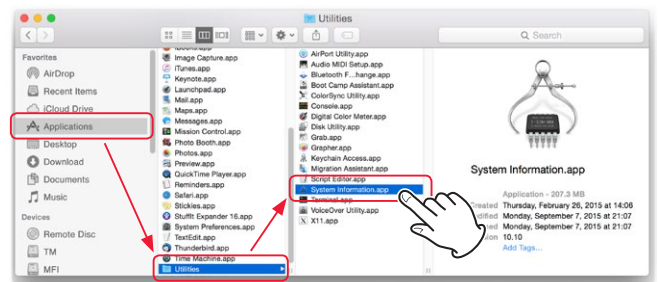 Utilities
Search
Favorites
AirDrop
Recent Items
iCloud Drive
Applications
Desktop
Download
Documents
Music
Devices
Remote Disc
TM
MFI
Image Capture.app
iTunes.app
Keynote.app
Launchpad.app
Mail.app
Maps.app
Messages.app
Mission Control.app
Photo Booth.app
Photos.app
Preview.app
QuickTime Player.app
Reminders.app
Safari.app
Stickies.app
StuffIt Expander 16.app
System Preferences.app
TextEdit.app
Thunderbird.app
Time Machine.app
Utilities
AirPort Utility.app
Audio MIDI Setup.app
Bluetooth F...hange.app
Boot Camp Assistant.app
ColorSync Utility.app
Console.app
Digital Color Meter.app
Disk Utility.app
Grab.app
Grapher.app
Keychain Access.app
Migration Assistant.app
Script Editor.app
System Information.app
Terminal.app
VoiceOver Utility.app
X11.app
System Information.app
Application - 207.3 MB
Created Thursday, February 26, 2015 at 14:06
Monday, September 7, 2015 at 21:07
Monday, September 7, 2015 at 21:07
10.10
Add Tags...